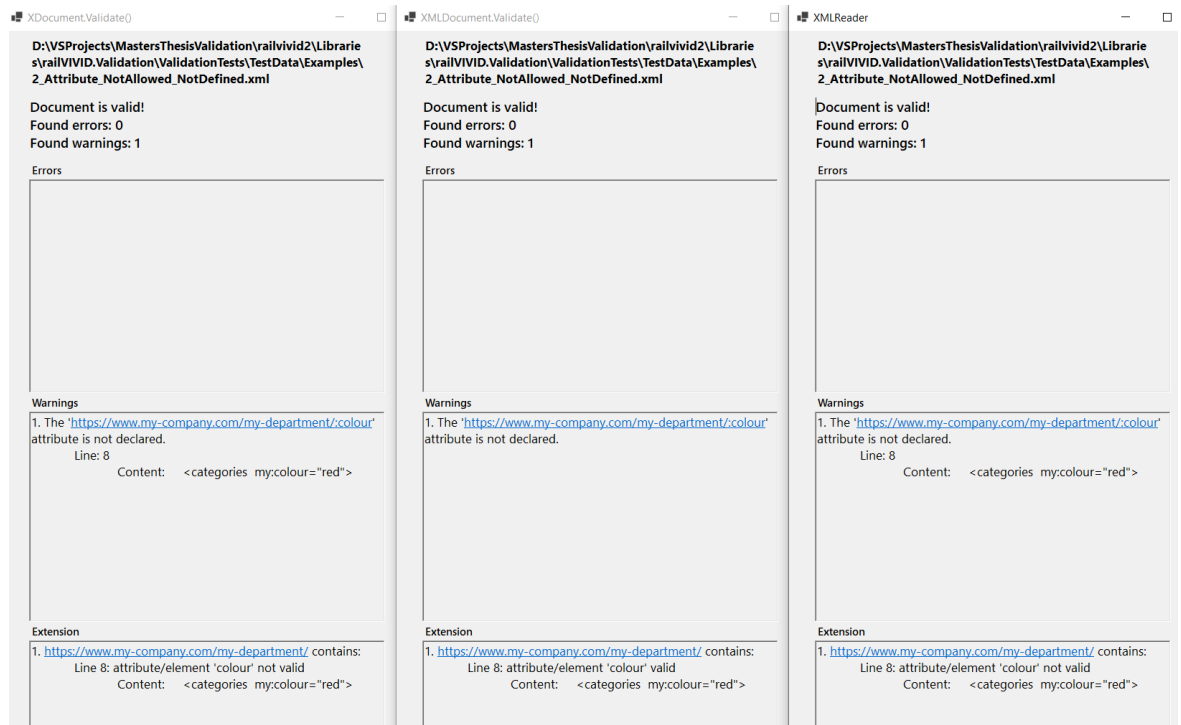 XDocument.Validate()
D:\VSProjects\MastersThesisValidation\railvivid2\Librarie
s\railVIVID.Validation\ValidationTests\TestData\Examples\
2_Attribute_NotAllowed_NotDefined.xml
Document is valid!
Found errors: 0
Found warnings: 1
Errors
Warnings
1. The 'https://www.my-company.com/my-department/:colour'
attribute is not declared.
Line: 8
Content: <categories my:colour="red">
Extension
1. https://www.my-company.com/my-department/ contains:
Line 8: attribute/element 'colour' not valid
Content: <categories my:colour="red">
XMLDocument.Validate()
D:\VSProjects\MastersThesisValidation\railvivid2\Librarie
s\railVIVID.Validation\ValidationTests\TestData\Examples\
2_Attribute_NotAllowed_NotDefined.xml
Document is valid!
Found errors: 0
Found warnings: 1
Errors
Warnings
1. The 'https://www.my-company.com/my-department/:colour'
attribute is not declared.
Extension
1. https://www.my-company.com/my-department/ contains:
Line 8: attribute/element 'colour' valid
Content: <categories my:colour="red">
XMLReader
D:\VSProjects\MastersThesisValidation\railvivid2\Librarie
s\railVIVID.Validation\ValidationTests\TestData\Examples\
2_Attribute_NotAllowed_NotDefined.xml
Document is valid!
Found errors: 0
Found warnings: 1
Errors
Warnings
1. The 'https://www.my-company.com/my-department/:colour'
attribute is not declared.
Line: 8
Content: <categories my:colour="red">
Extension
1. https://www.my-company.com/my-department/ contains:
Line 8: attribute/element 'colour' not valid
Content: <categories my:colour="red">